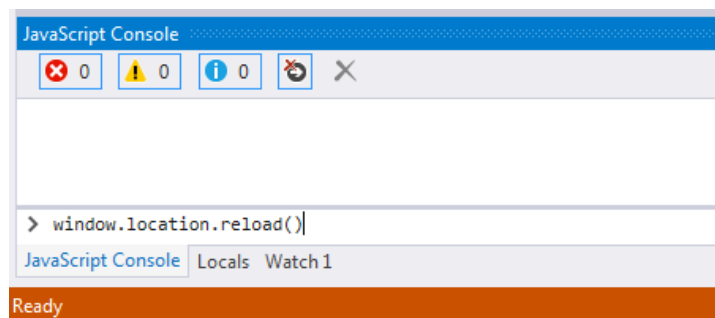 JavaScript Console
0 0 0
> window.location.reload()
JavaScript Console Locals Watch 1
Ready